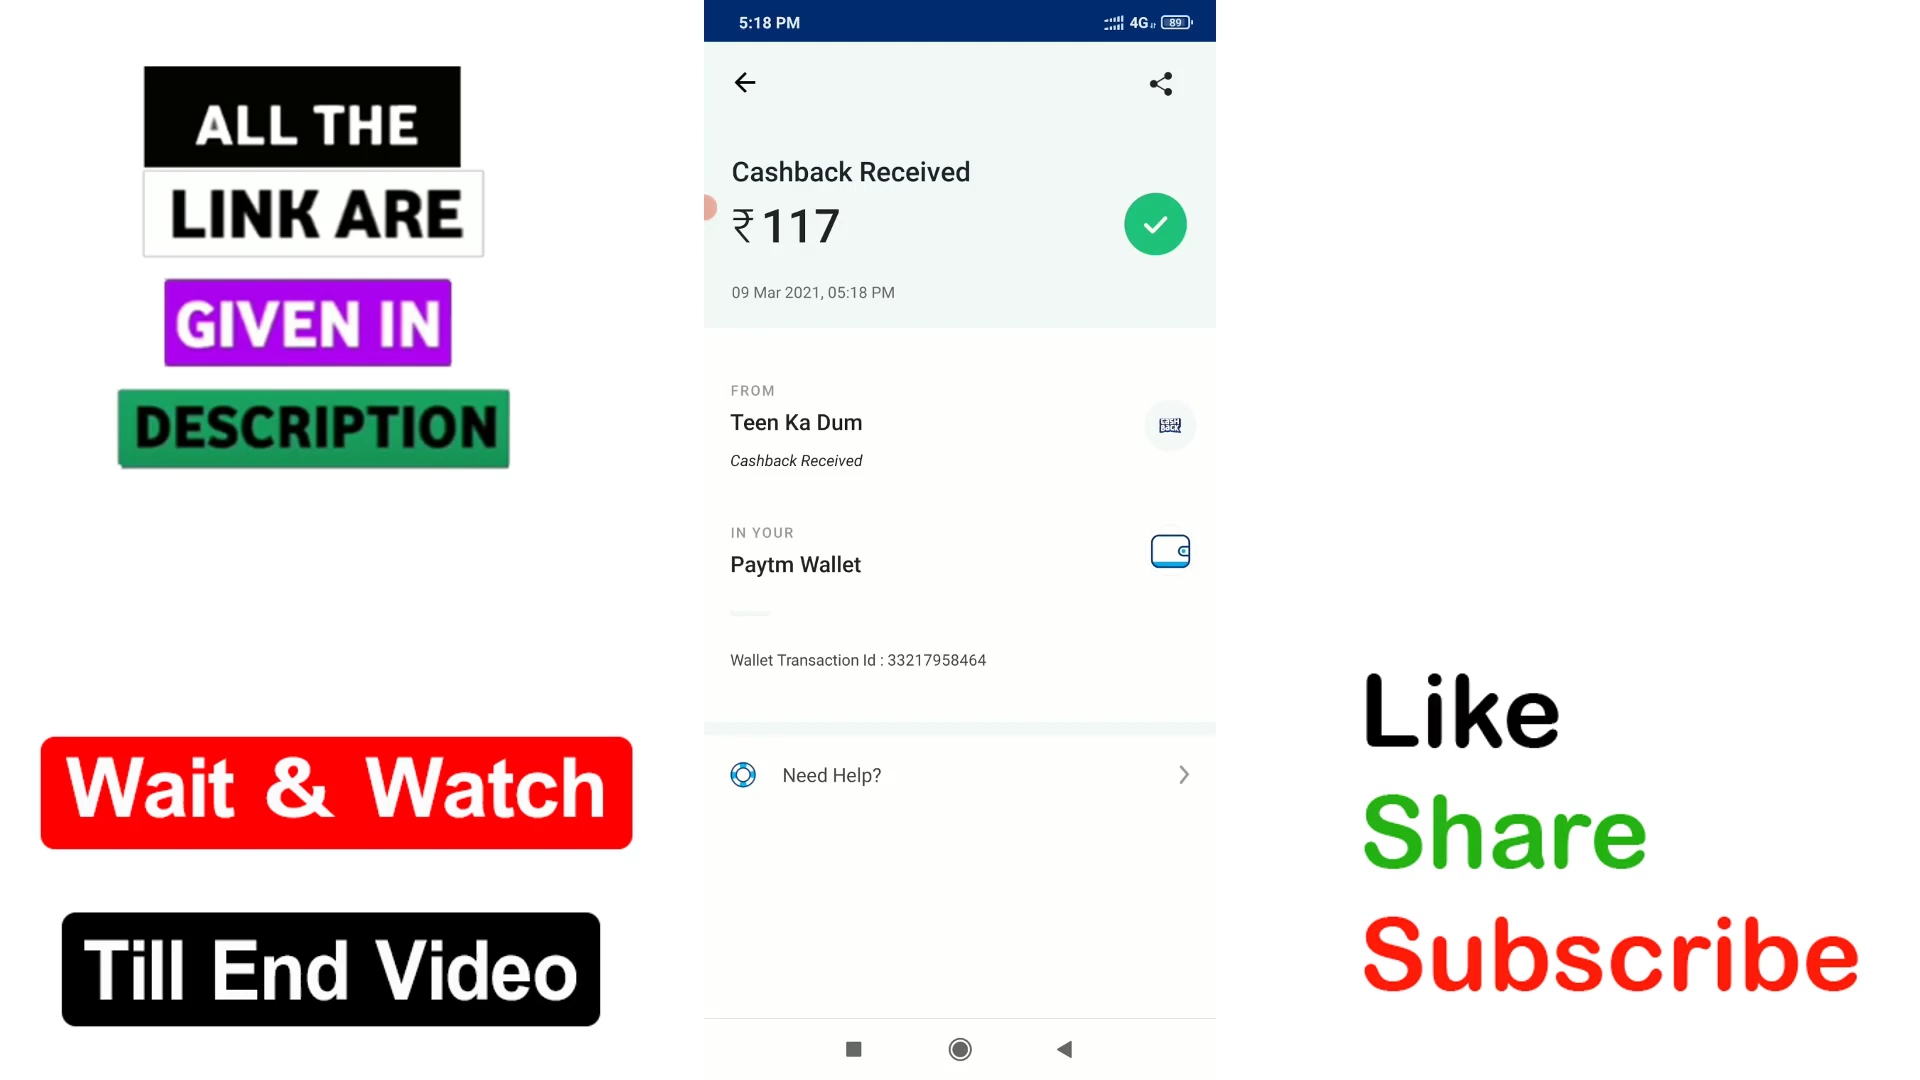 ALL THE
LINK ARE
GIVEN IN
DESCRIPTION
Wait & Watch
Till End Video
5:18 PM
4G
89
Cashback Received
₹117
09 Mar 2021, 05:18 PM
FROM
Teen Ka Dum
CASH
BACK
Cashback Received
IN YOUR
Paytm Wallet
Wallet Transaction Id : 33217958464
Need Help?
Like
Share
Subscribe